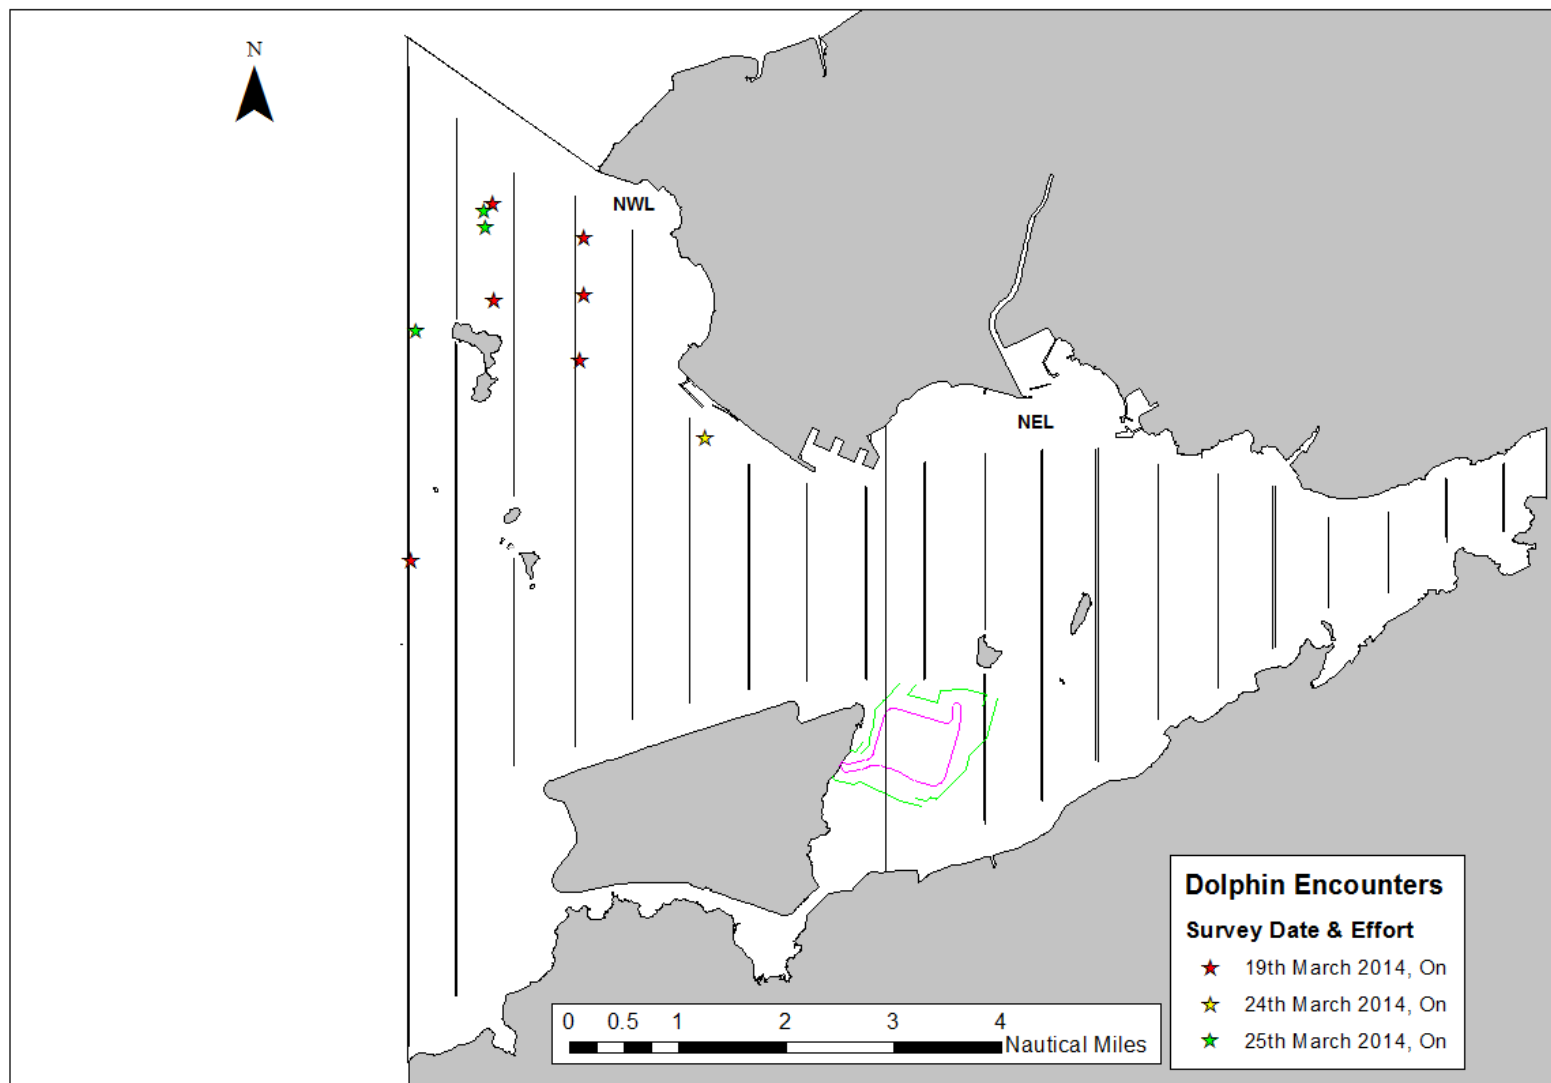 N
NWL
NEL
Dolphin Encounters
Survey Date & Effort
19th March 2014, On
24th March 2014, On
25th March 2014, On
0 0.5 1 2 3 4
Nautical Miles